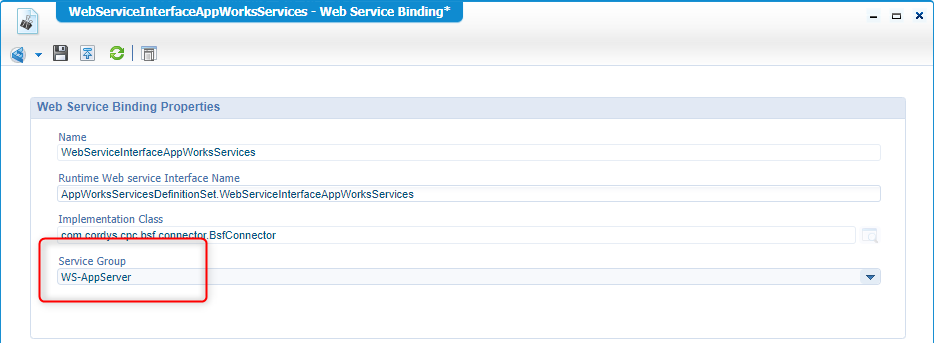 WebServiceInterfaceAppWorksServices - Web Service Binding*
Web Service Binding Properties
Name
WebServiceInterfaceAppWorksServices
Runtime Web service Interface Name
AppWorksServicesDefinitionSet.WebServiceInterfaceAppWorksServices
Implementation Class
com.cordys.cpc.bsf.connector.BsfConnector
Service Group
WS-AppServer